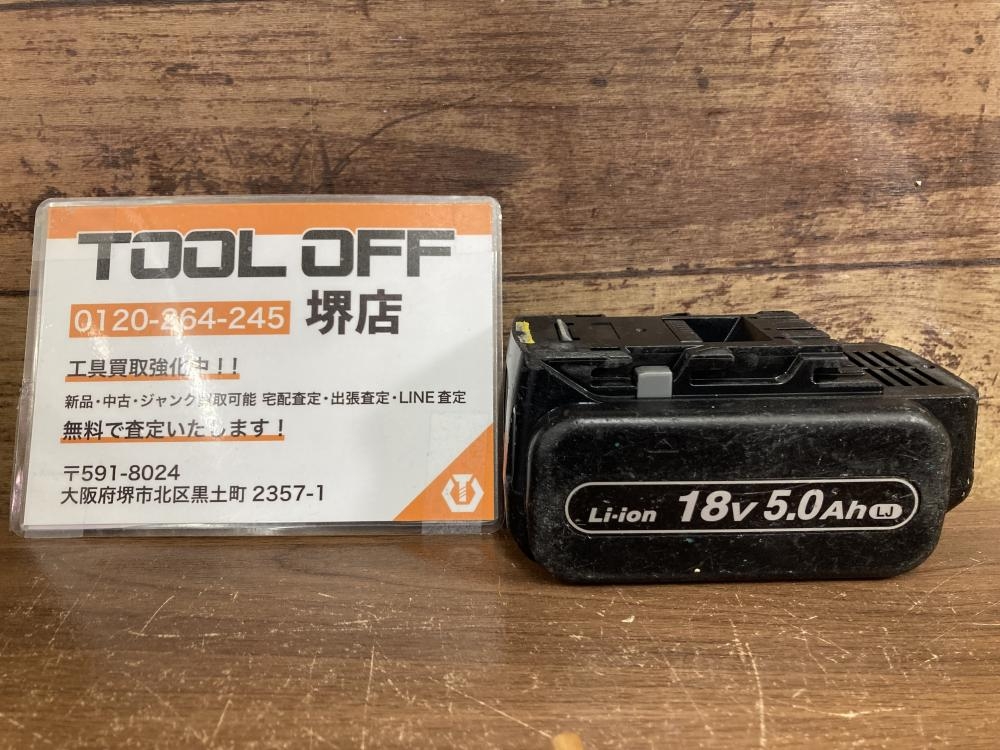 TOOL OFF
0120-264-245 堺店
工具買取強化中！！
新品・中古・ジャンク買取可能 宅配査定・出張査定・LINE査定
無料で査定いたします！
〒591-8024
大阪府堺市北区黒土町 2357-1
Li-ion 18V 5.0Ah LJ